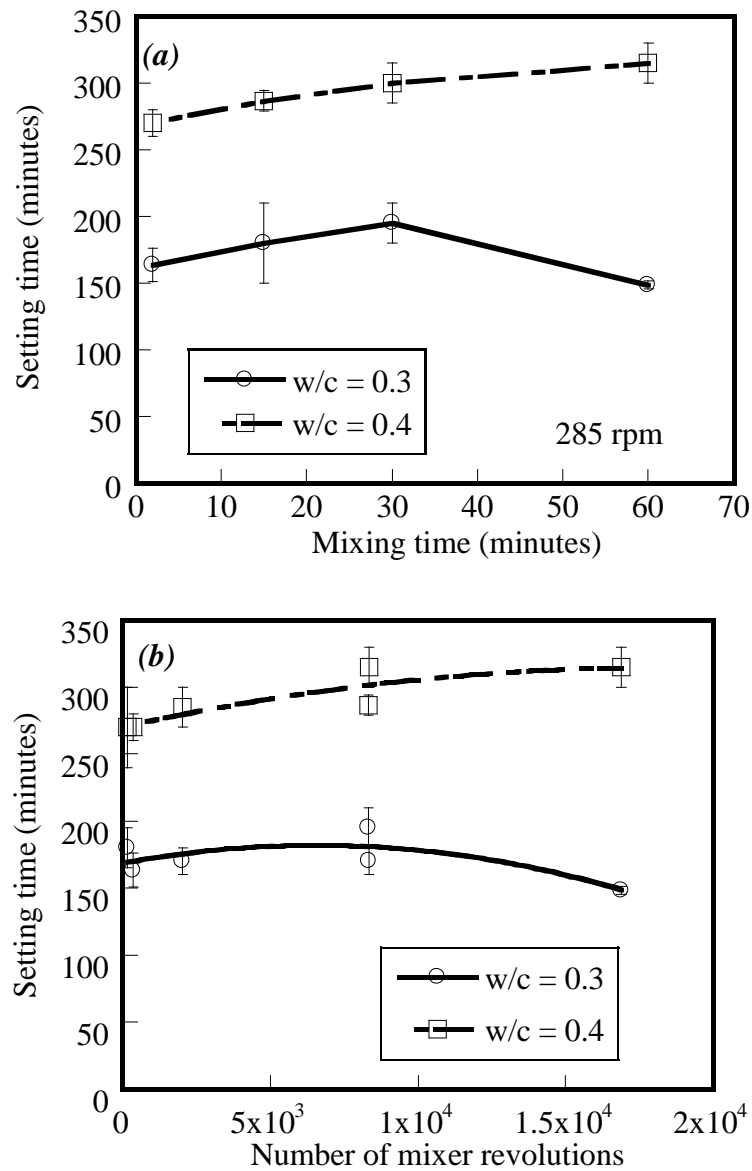 350
(a)
300
250
200
150
100
50
0
Setting time (minutes)
w/c = 0.3
w/c = 0.4
285 rpm
0 10 20 30 40 50 60 70
Mixing time (minutes)
350
(b)
300
250
200
150
100
50
0
Setting time (minutes)
w/c = 0.3
w/c = 0.4
0 5x10³ 1x10⁴ 1.5x10⁴ 2x10⁴
Number of mixer revolutions